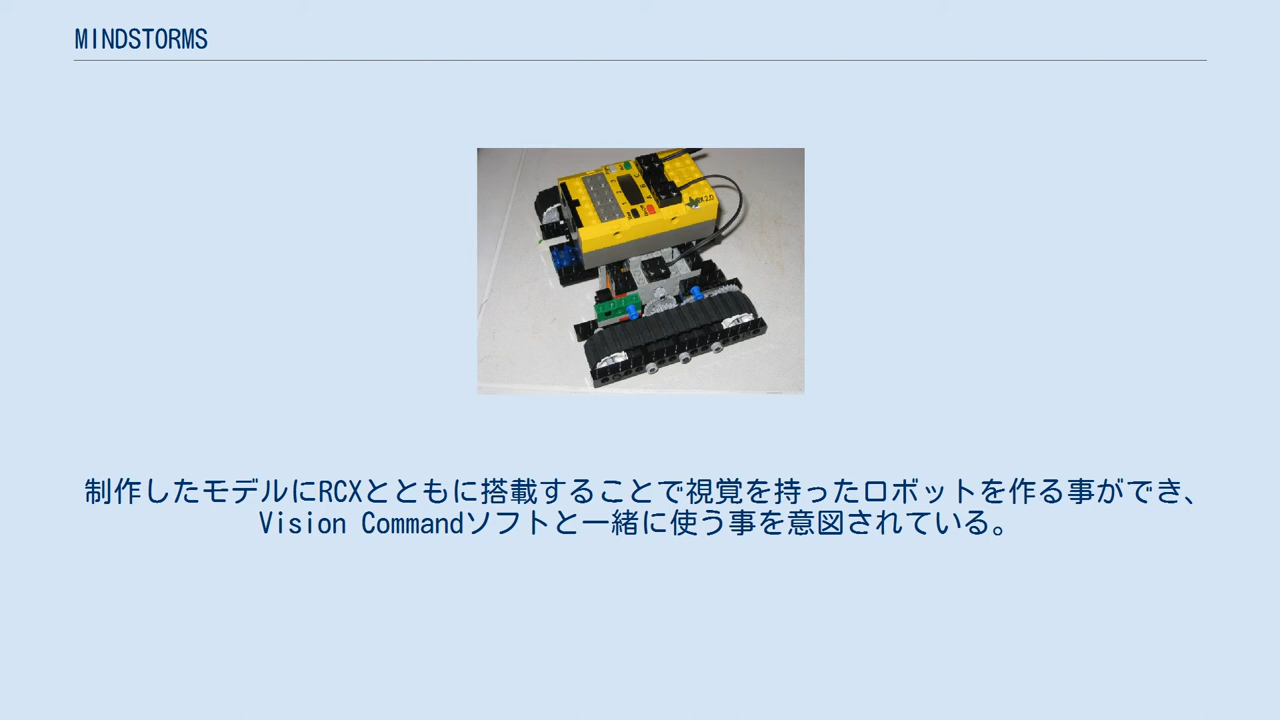 MINDSTORMS
制作したモデルにRCXとともに搭載することで視覚を持ったロボットを作る事ができ、
Vision Commandソフトと一緒に使う事を意図されている。